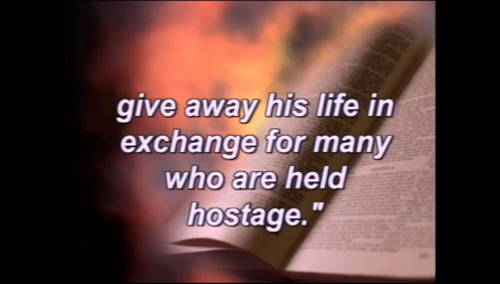 give away his life in
exchange for many
who are held
hostage."